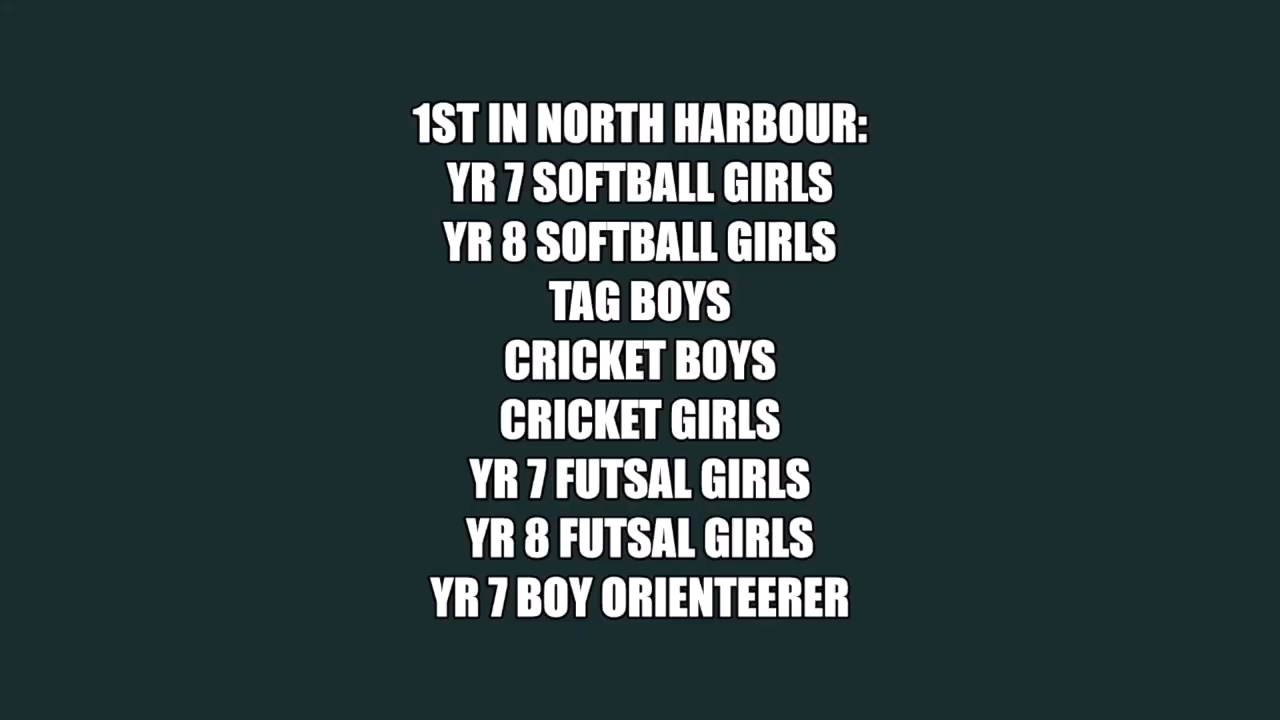 1ST IN NORTH HARBOUR:
YR 7 SOFTBALL GIRLS
YR 8 SOFTBALL GIRLS
TAG BOYS
CRICKET BOYS
CRICKET GIRLS
YR 7 FUTSAL GIRLS
YR 8 FUTSAL GIRLS
YR 7 BOY ORIENTEERER